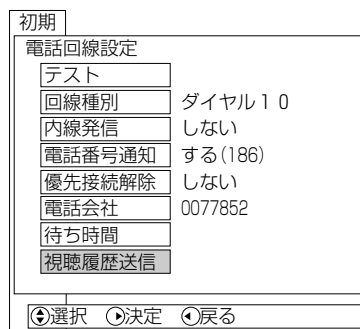 初期
電話回線設定
テスト
回線種別 ダイヤル10
内線発信 しない
電話番号通知 する(186)
優先接続解除 しない
電話会社 0077852
待ち時間
視聴履歴送信
選択 決定 戻る